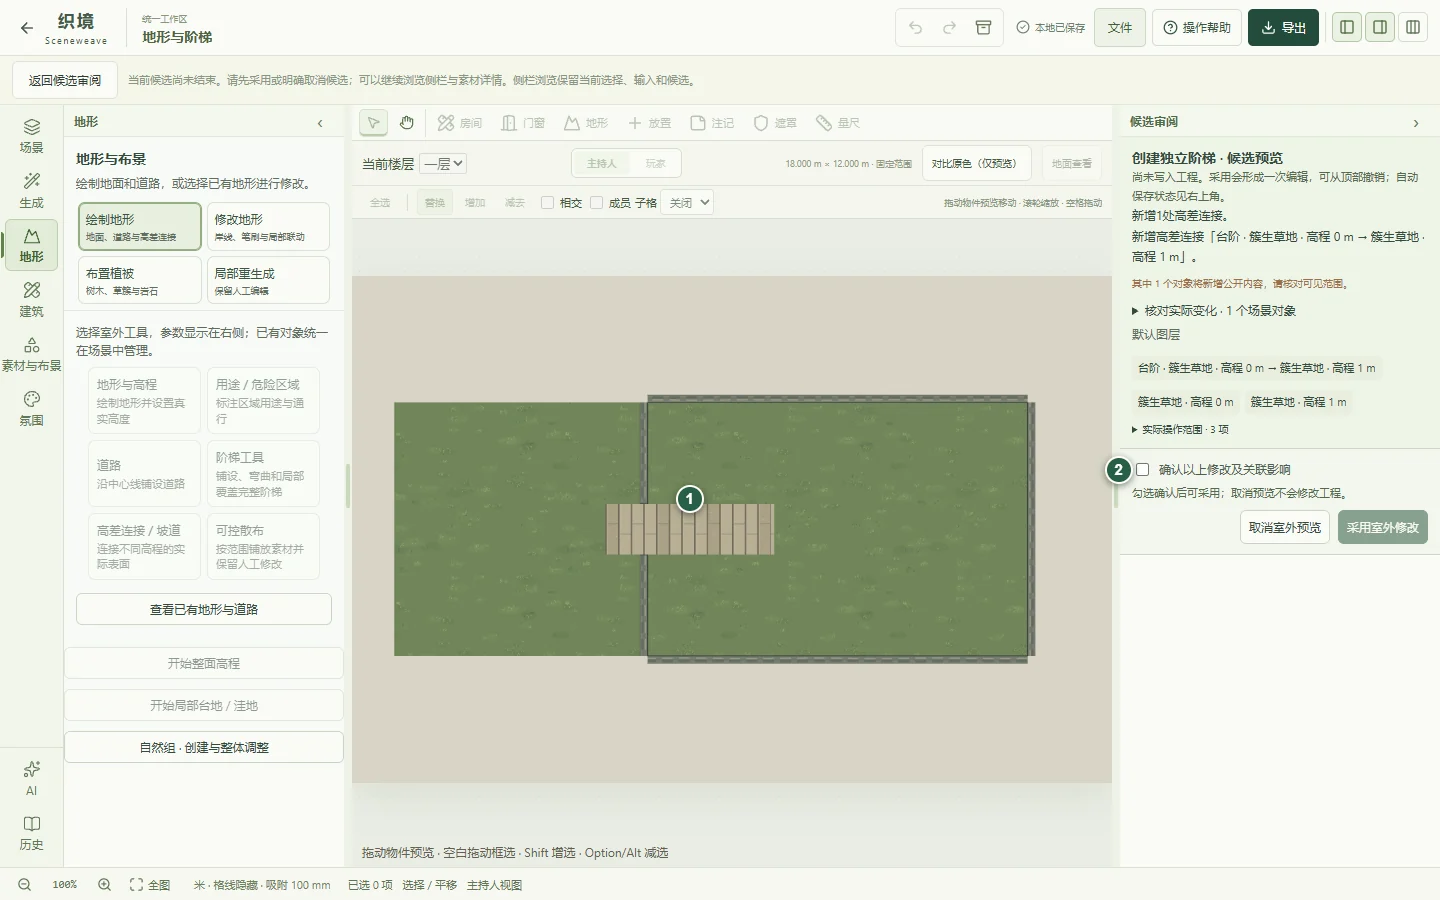 织境
Sceneweave
统一工作区
地形与阶梯
本地已保存
文件
操作帮助
导出
返回候选审阅
当前候选尚未结束。请先采用或明确取消候选；可以继续浏览侧栏与素材详情。侧栏浏览保留当前选择、输入和候选。
场景
生成
地形
建筑
素材与布景
氛围
AI
历史
地形
地形与布景
绘制地面和道路，或选择已有地形进行修改。
绘制地形
地面、道路与高差连接
修改地形
岸线、笔刷与局部联动
布置植被
树木、草簇与岩石
局部重生成
保留人工编辑
选择室外工具，参数显示在右侧；已有对象统一
在场景中管理。
地形与高程
绘制地形并设置真
实高度
用途 / 危险区域
标注区域用途与通
行
道路
沿中心线铺设道路
阶梯工具
铺设、弯曲和局部
覆盖完整阶梯
高差连接 / 坡道
连接不同高程的实
际表面
可控散布
按范围铺放素材并
保留人工修改
查看已有地形与道路
开始整面高程
开始局部台地 / 洼地
自然组 · 创建与整体调整
房间
门窗
地形
放置
注记
遮罩
量尺
当前楼层
一层
主持人
玩家
18.000 m × 12.000 m · 固定范围
对比原色（仅预览）
地面查看
全选
替换
增加
减去
相交
成员 子格
关闭
拖动物件预览移动 · 滚轮缩放 · 空格拖动
1
拖动物件预览 · 空白拖动框选 · Shift 增选 · Option/Alt 减选
候选审阅
创建独立阶梯 · 候选预览
尚未写入工程。采用会形成一次编辑，可从顶部撤销；自动
保存状态见右上角。
新增1处高差连接。
新增高差连接「台阶 · 簇生草地 · 高程 0 m → 簇生草地 ·
高程 1 m」。
其中 1 个对象将新增公开内容，请核对可见范围。
核对实际变化 · 1 个场景对象
默认图层
台阶 · 簇生草地 · 高程 0 m → 簇生草地 · 高程 1 m
簇生草地 · 高程 0 m
簇生草地 · 高程 1 m
实际操作范围 · 3 项
2
确认以上修改及关联影响
勾选确认后可采用；取消预览不会修改工程。
取消室外预览
采用室外修改
100%
全图
米 · 格线隐藏 · 吸附 100 mm
已选 0 项
选择 / 平移
主持人视图